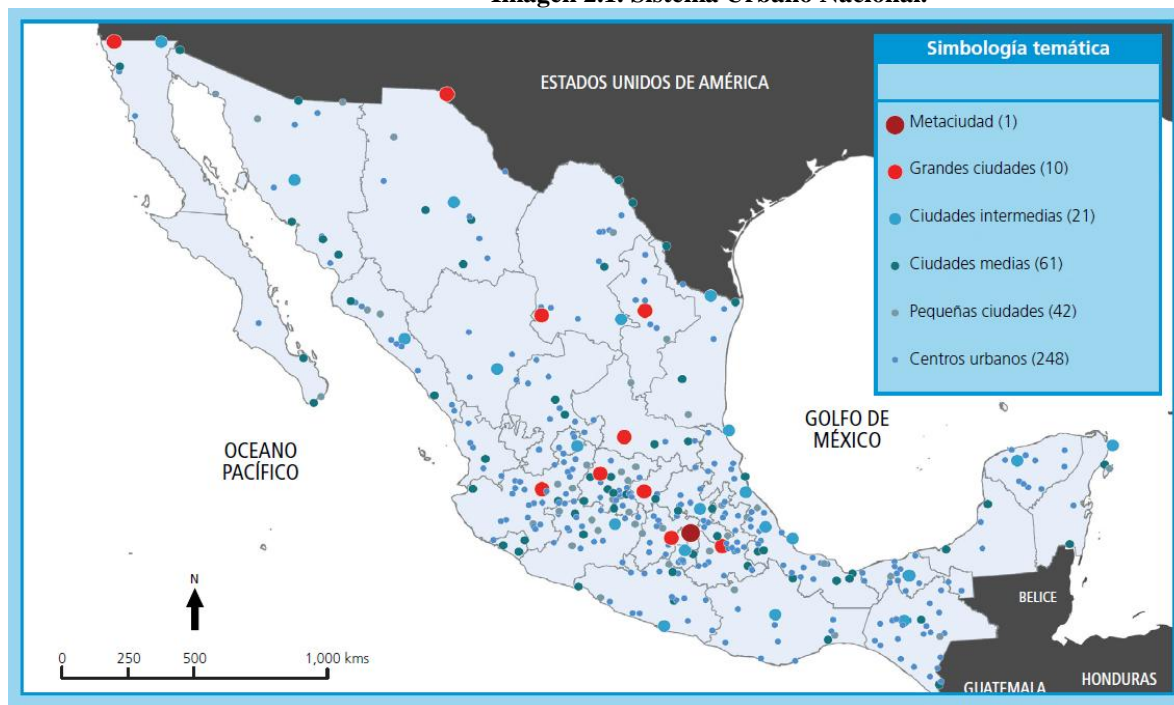 Imagen 2.1. Sistema Urbano Nacional.
Simbología temática
ESTADOS UNIDOS DE AMÉRICA
Metaciudad (1)
Grandes ciudades (10)
Ciudades intermedias (21)
Ciudades medias (61)
Pequeñas ciudades (42)
Centros urbanos (248)
GOLFO DE
MÉXICO
OCEANO
PACÍFICO
N
BELICE
0 250 500 1,000 kms
GUATEMALA
HONDURAS